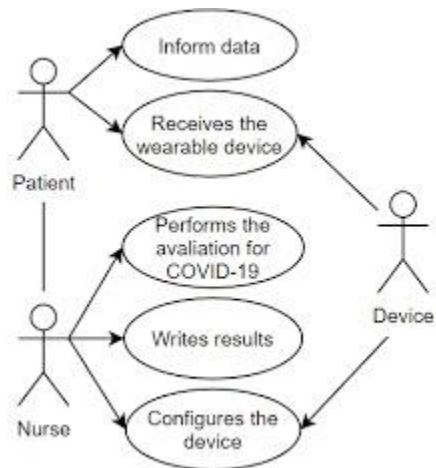 Inform data
Receives the
wearable device
Patient
Performs the
avaliation for
COVID-19
Device
Writes results
Configures the
device
Nurse